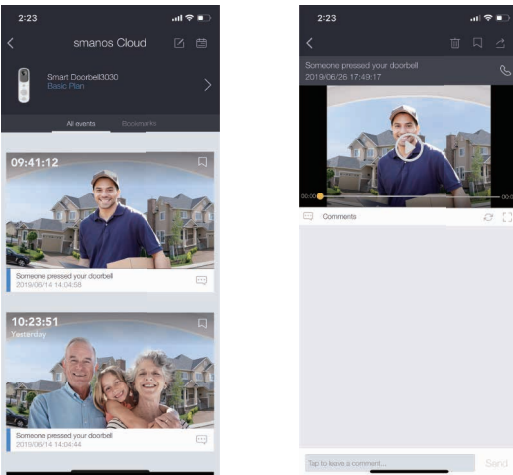 2:23
smanos Cloud
Smart Doorbell3030
Basic Plan
All events
Bookmarks
09:41:12
Someone pressed your doorbell
2019/06/14 14:04:58
10:23:51
Yesterday
Someone pressed your doorbell
2019/06/14 14:04:44
2:23
Someone pressed your doorbell
2019/06/26 17:49:17
00:00
Comments
Tap to leave a comment...
Send